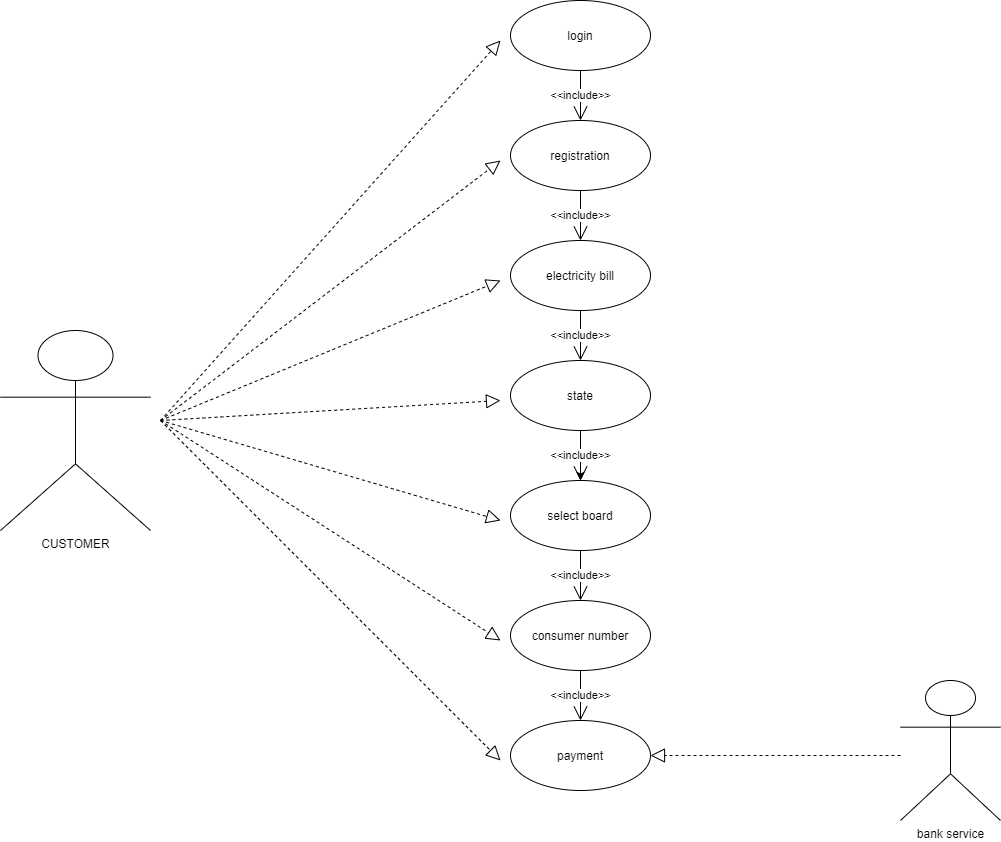 login
<<include>>
registration
<<include>>
electricity bill
<<include>>
state
<<include>>
select board
CUSTOMER
<<include>>
consumer number
<<include>>
payment
bank service